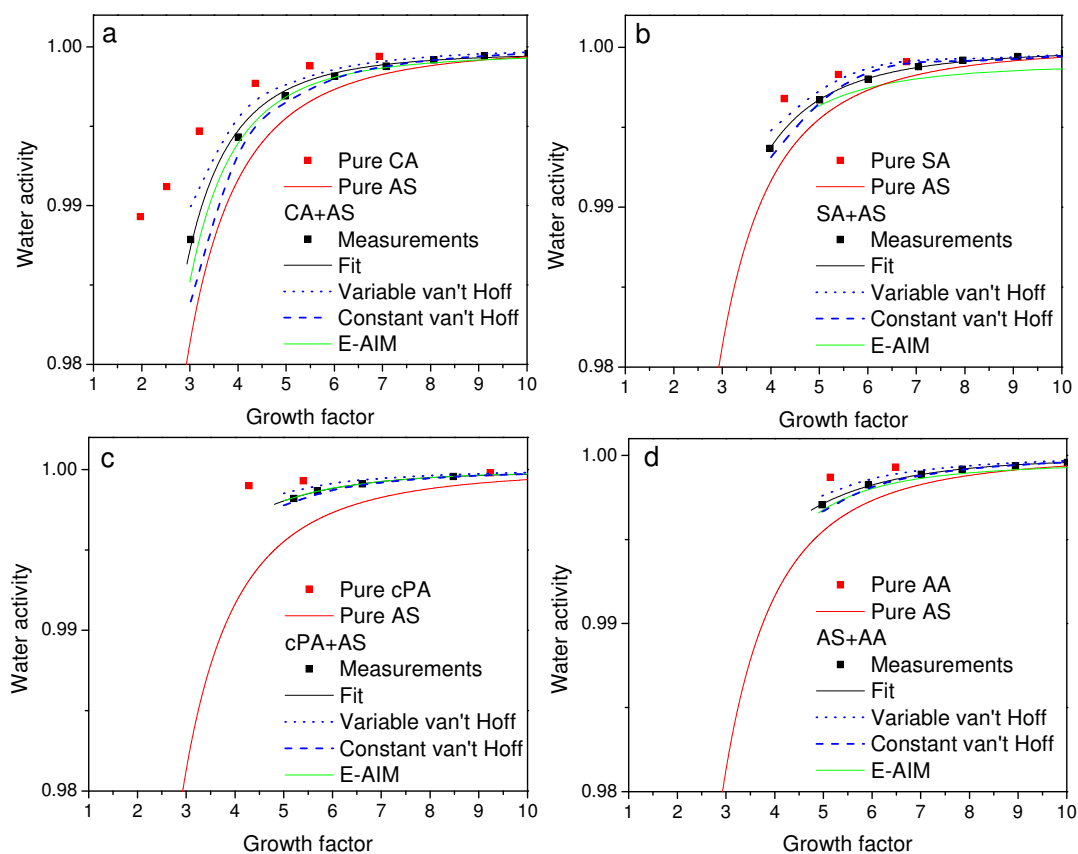 a
Water activity
1.00
0.99
0.98
Pure CA
Pure AS
CA+AS
Measurements
Fit
Variable van't Hoff
Constant van't Hoff
E-AIM
1 2 3 4 5 6 7 8 9 10
Growth factor
b
Water activity
1.00
0.99
0.98
Pure SA
Pure AS
SA+AS
Measurements
Fit
Variable van't Hoff
Constant van't Hoff
E-AIM
1 2 3 4 5 6 7 8 9 10
Growth factor
c
Water activity
1.00
0.99
0.98
Pure cPA
Pure AS
cPA+AS
Measurements
Fit
Variable van't Hoff
Constant van't Hoff
E-AIM
1 2 3 4 5 6 7 8 9 10
Growth factor
d
Water activity
1.00
0.99
0.98
Pure AA
Pure AS
AS+AA
Measurements
Fit
Variable van't Hoff
Constant van't Hoff
E-AIM
1 2 3 4 5 6 7 8 9 10
Growth factor